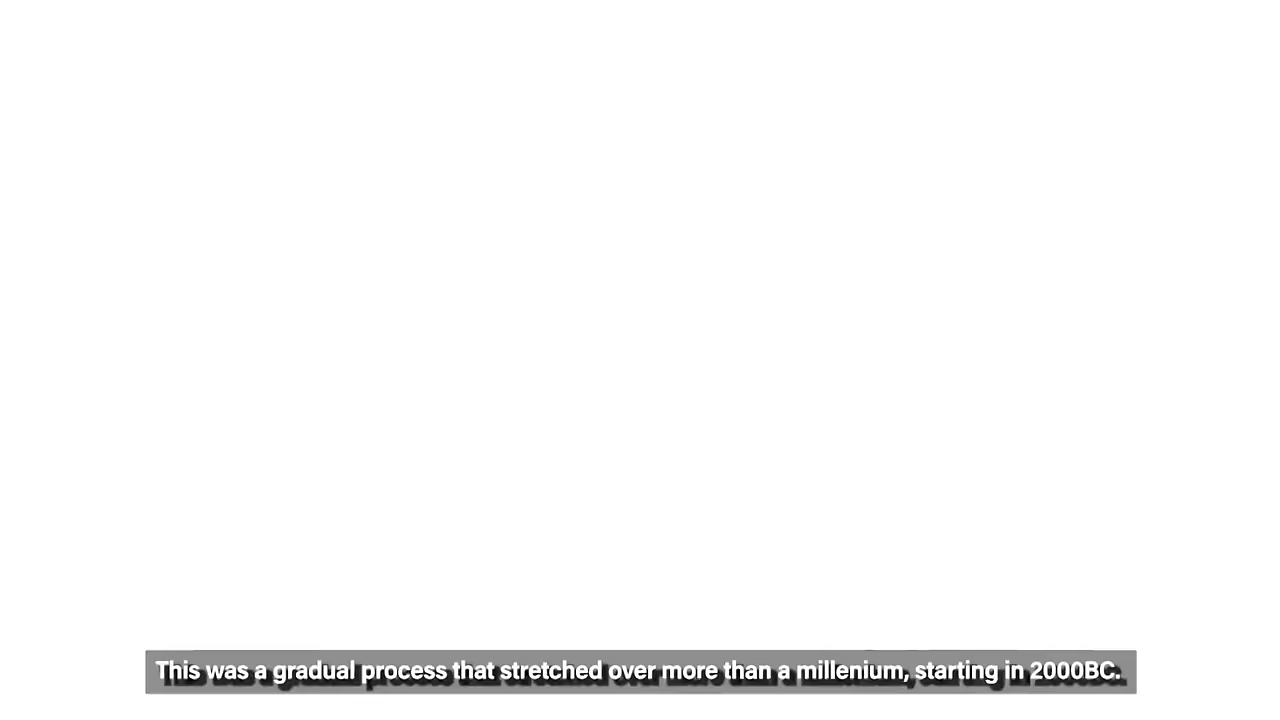 This was a gradual process that stretched over more than a millenium, starting in 2000BC.